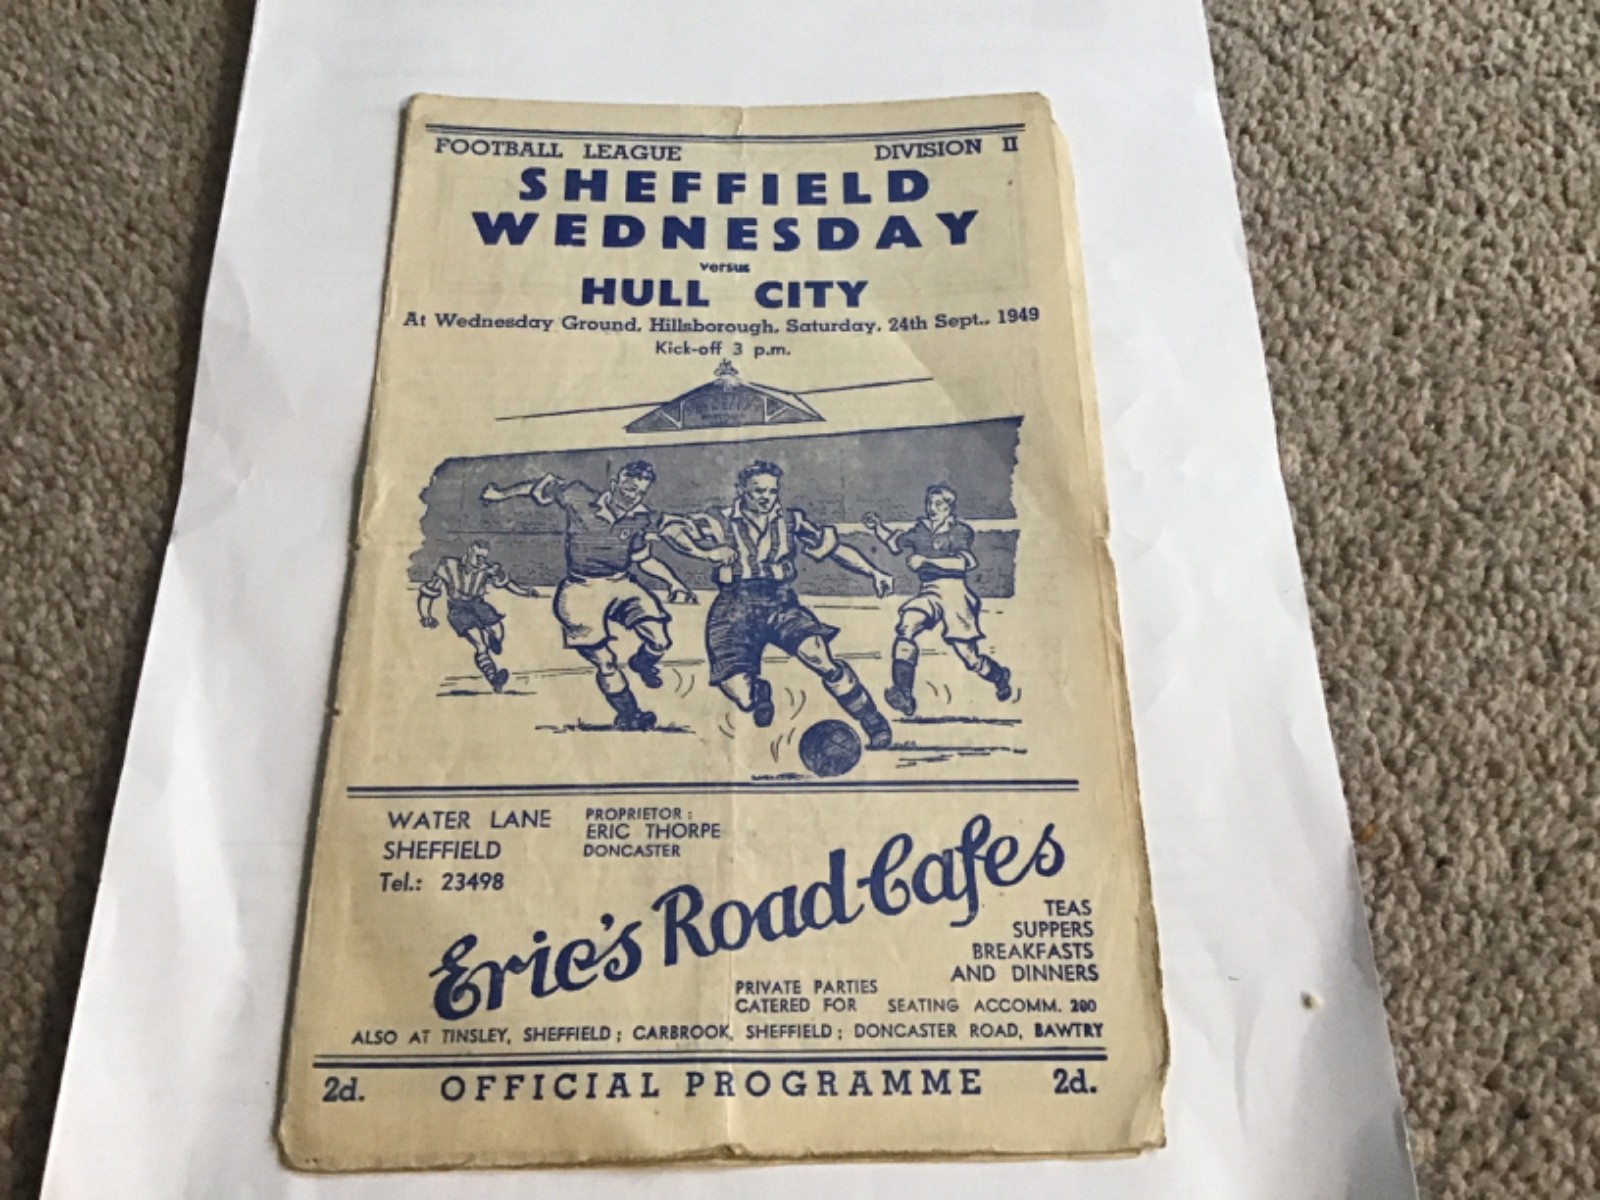 FOOTBALL LEAGUE DIVISION II
SHEFFIELD
WEDNESDAY
versus
HULL CITY
At Wednesday Ground, Hillsborough, Saturday, 24th Sept., 1949
Kick-off 3 p.m.
WATER LANE
SHEFFIELD
Tel.: 23498
PROPRIETOR:
ERIC THORPE
DONCASTER
Eric's Road Cafes
TEAS
SUPPERS
BREAKFASTS
AND DINNERS
PRIVATE PARTIES
CATERED FOR SEATING ACCOMM. 200
ALSO AT TINSLEY, SHEFFIELD; CARBROOK, SHEFFIELD; DONCASTER ROAD, BAWTRY
2d. OFFICIAL PROGRAMME 2d.